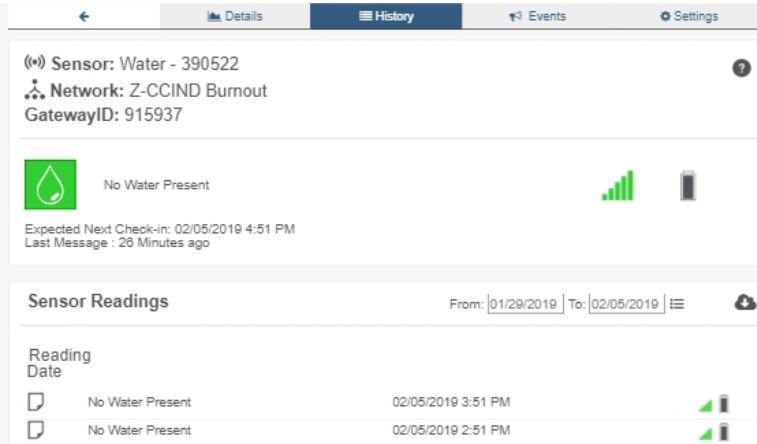 Details History Events Settings
Sensor: Water - 390522
Network: Z-CCIND Burnout
GatewayID: 915937
No Water Present
Expected Next Check-in: 02/05/2019 4:51 PM
Last Message : 26 Minutes ago
Sensor Readings From: 01/29/2019 To: 02/05/2019
Reading
Date
No Water Present 02/05/2019 3:51 PM
No Water Present 02/05/2019 2:51 PM